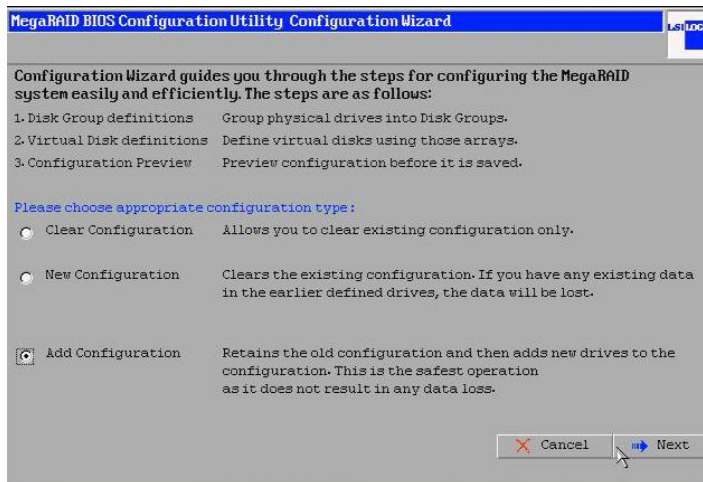 MegaRAID BIOS Configuration Utility Configuration Wizard
LSI LOG
Configuration Wizard guides you through the steps for configuring the MegaRAID
system easily and efficiently. The steps are as follows:
1. Disk Group definitions Group physical drives into Disk Groups.
2. Virtual Disk definitions Define virtual disks using those arrays.
3. Configuration Preview Preview configuration before it is saved.
Please choose appropriate configuration type:
Clear Configuration Allows you to clear existing configuration only.
New Configuration Clears the existing configuration. If you have any existing data
in the earlier defined drives, the data will be lost.
Add Configuration Retains the old configuration and then adds new drives to the
configuration. This is the safest operation
as it does not result in any data loss.
Cancel Next